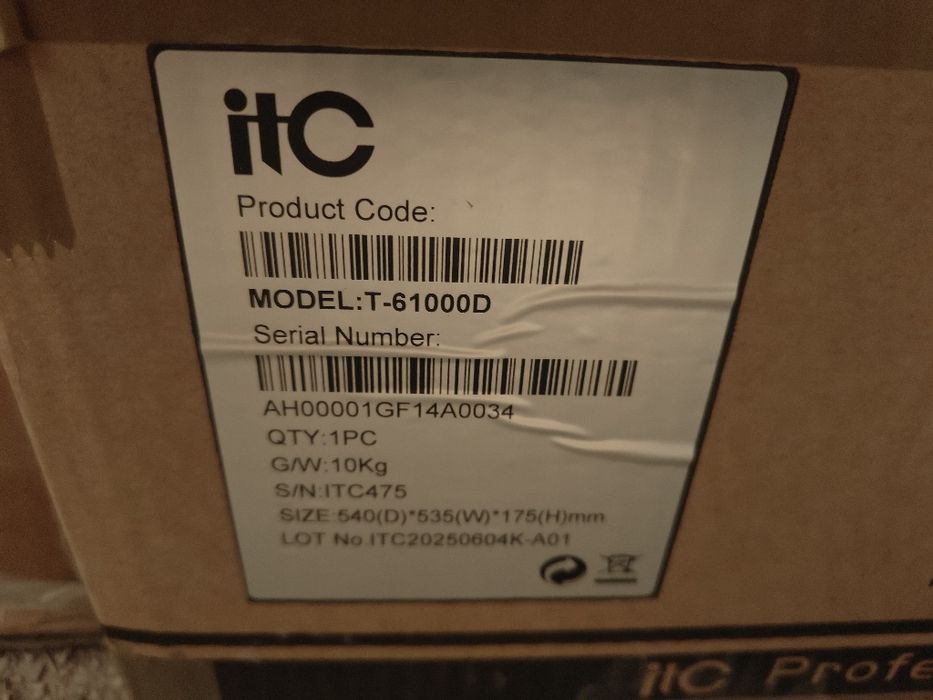 itC
Product Code:
MODEL:T-61000D
Serial Number:
AH00001GF14A0034
QTY:1PC
G/W:10Kg
S/N:ITC475
SIZE:540(D)*535(W)*175(H)mm
LOT No.ITC20250604K-A01
itC Profe